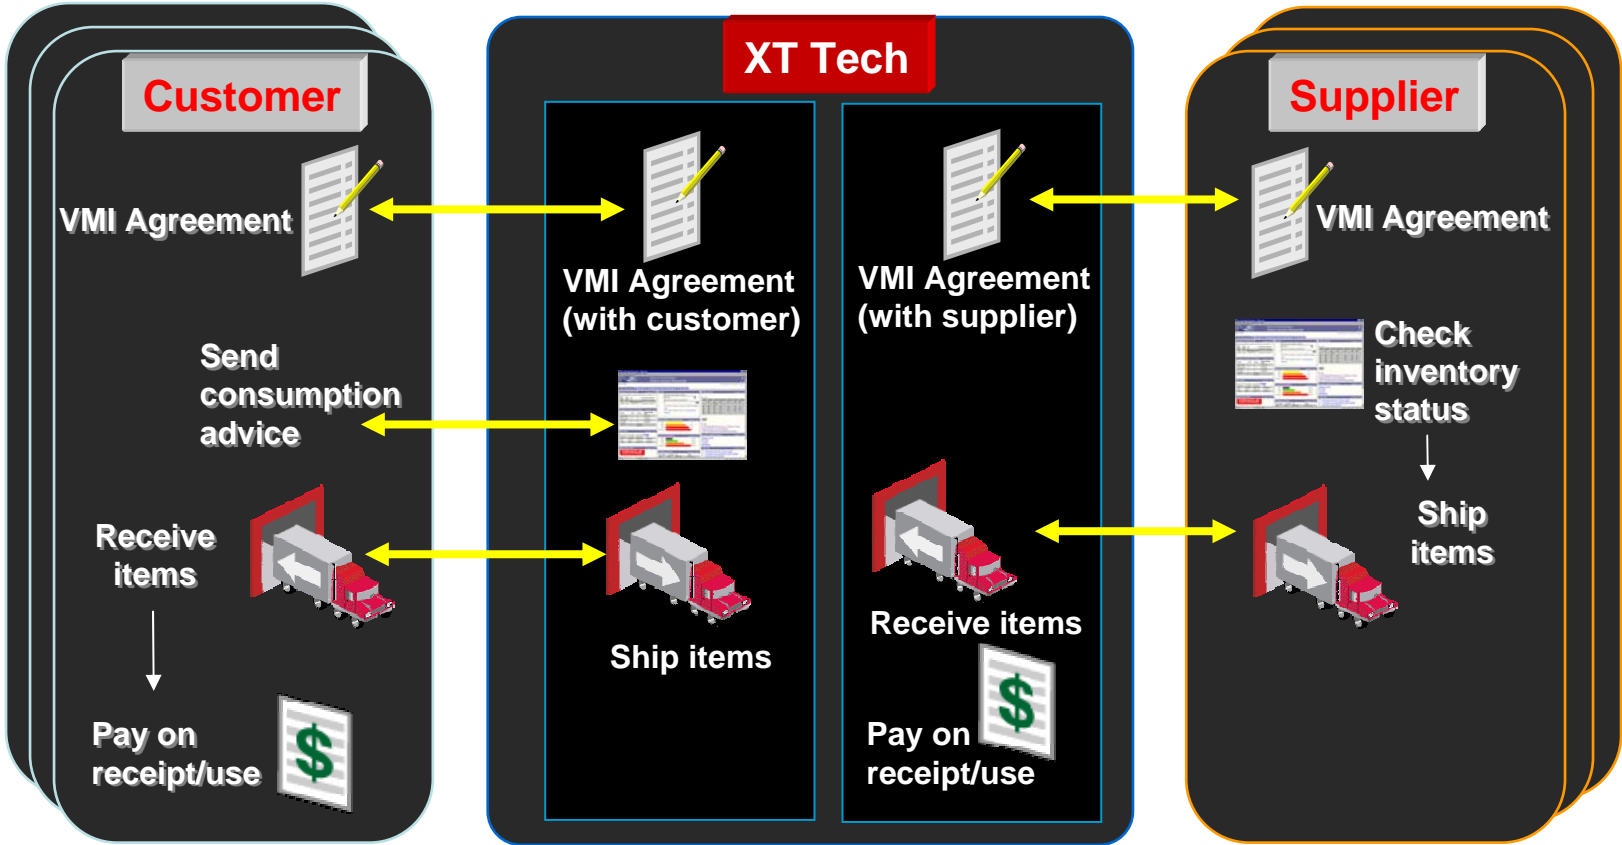 Customer
VMI Agreement
Send
consumption
advice
Receive
items
Pay on
receipt/use
XT Tech
VMI Agreement
(with customer)
Ship items
VMI Agreement
(with supplier)
Receive items
Pay on
receipt/use
Supplier
VMI Agreement
Check
inventory
status
Ship
items